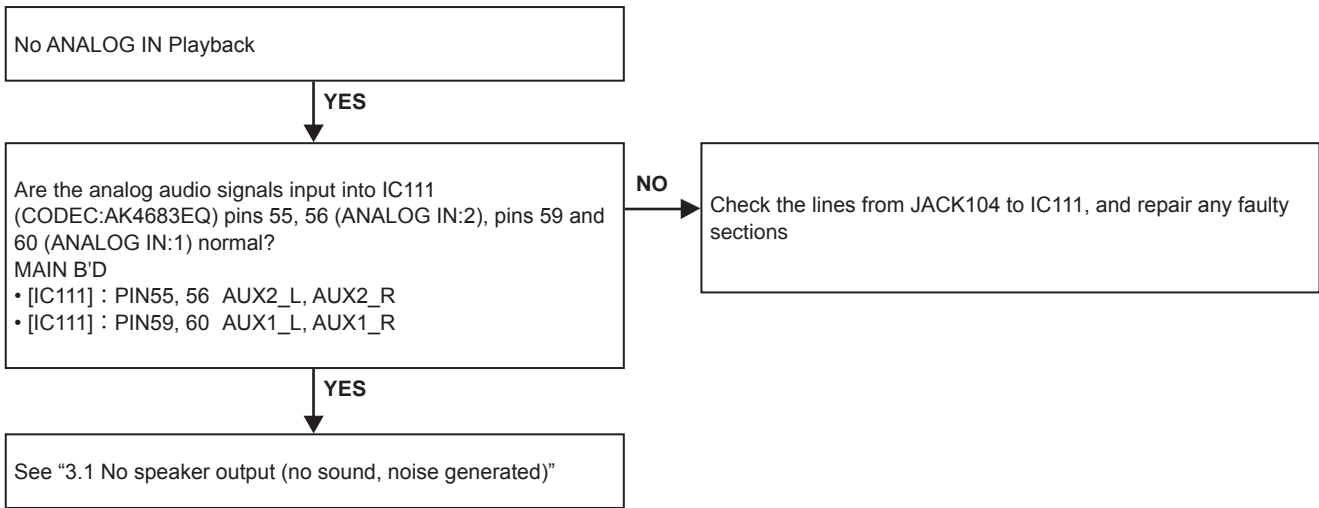 No ANALOG IN Playback
YES
Are the analog audio signals input into IC111
(CODEC:AK4683EQ) pins 55, 56 (ANALOG IN:2), pins 59 and
60 (ANALOG IN:1) normal?
MAIN B'D
• [IC111]：PIN55, 56 AUX2_L, AUX2_R
• [IC111]：PIN59, 60 AUX1_L, AUX1_R
NO
Check the lines from JACK104 to IC111, and repair any faulty
sections
YES
See “3.1 No speaker output (no sound, noise generated)”